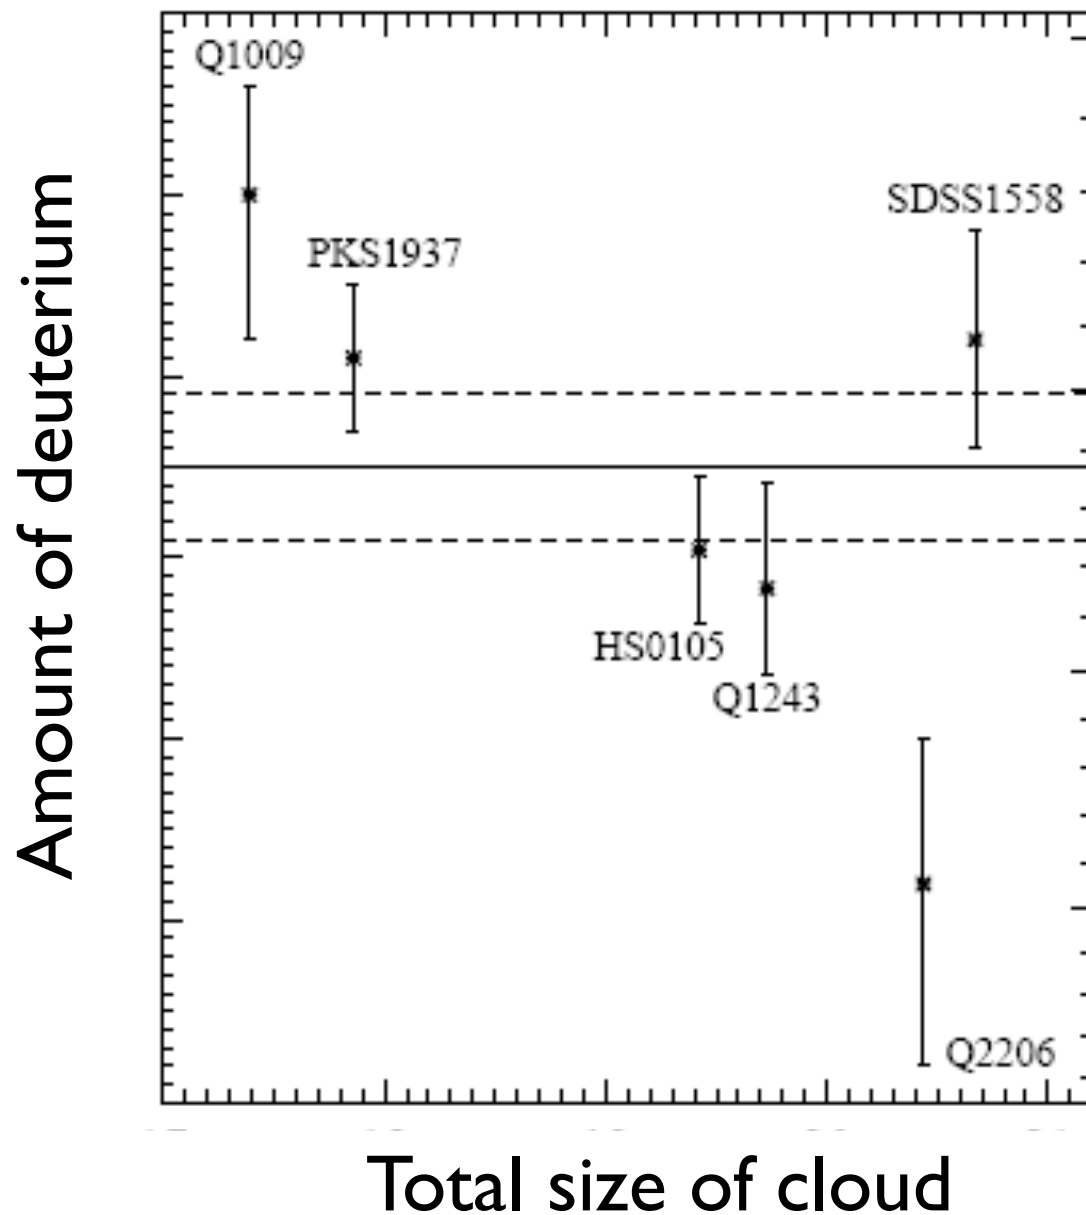 Q1009
SDSS1558
PKS1937
HS0105
Q1243
Q2206
Amount of deuterium
Total size of cloud